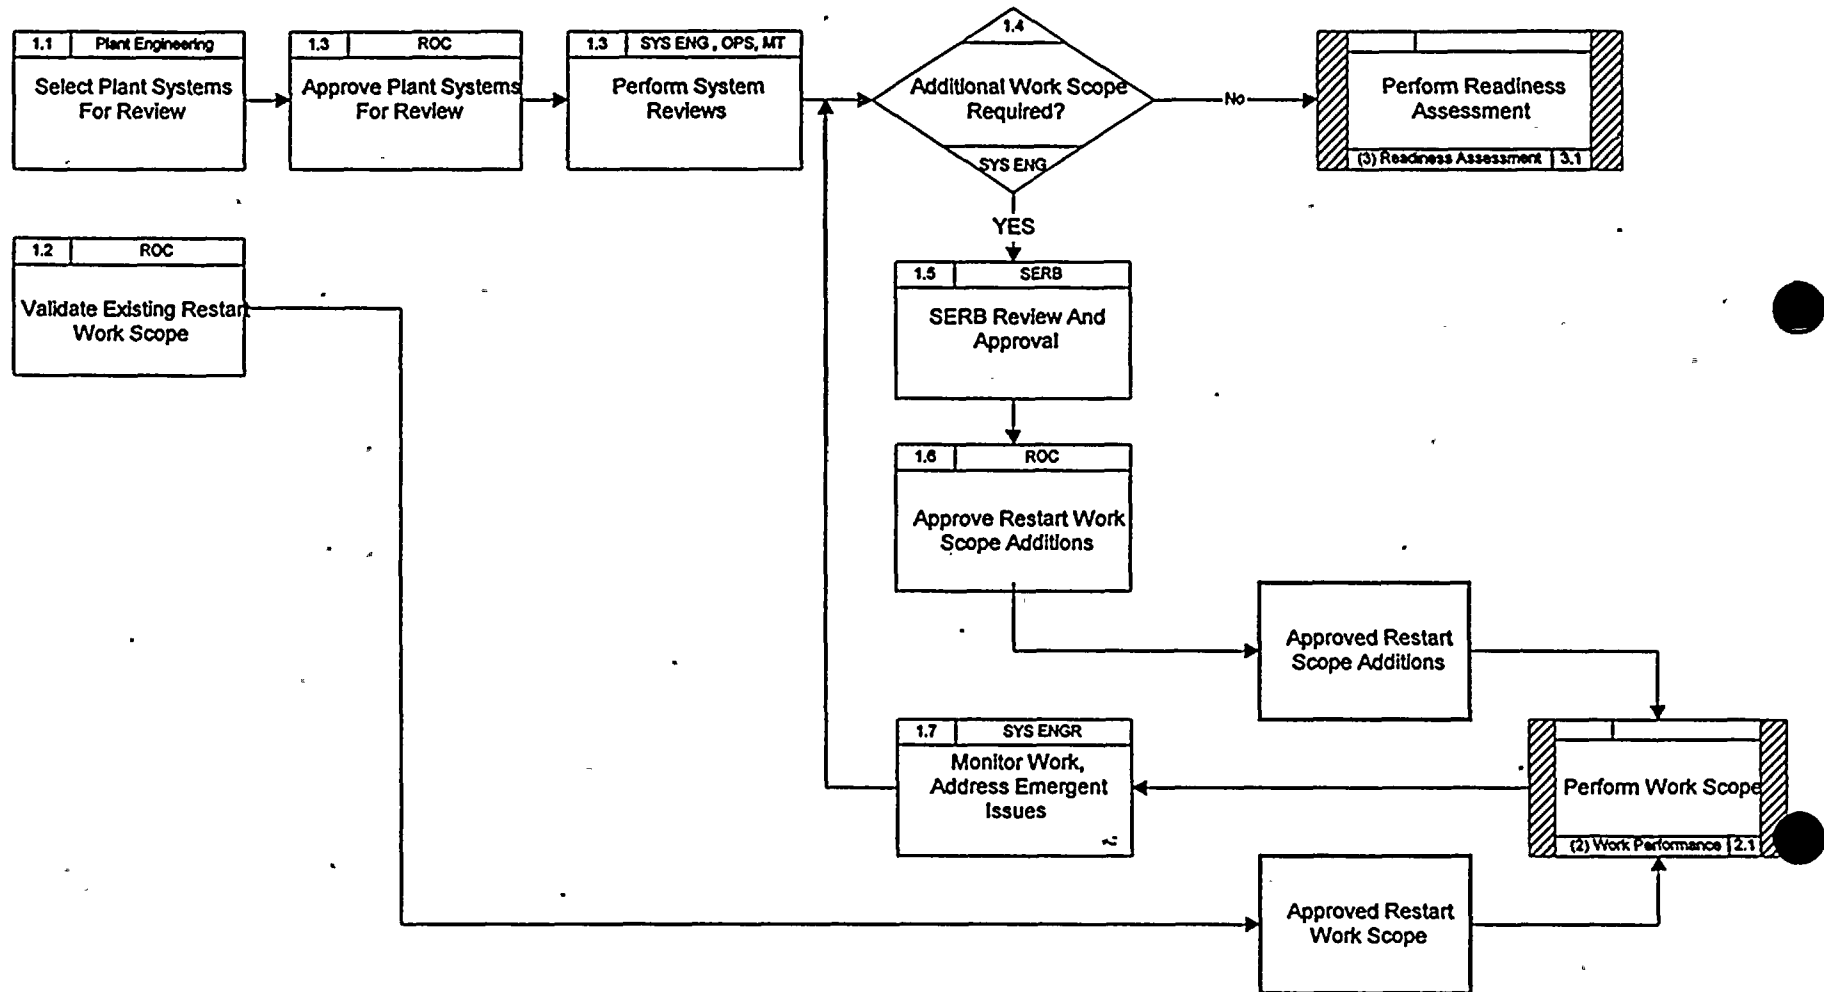 1.1 Plant Engineering
Select Plant Systems
For Review
1.3 ROC
Approve Plant Systems
For Review
1.3 SYS ENG , OPS, MT
Perform System
Reviews
1.4
Additional Work Scope
Required?
SYS ENG
No
Perform Readiness
Assessment
(3) Readiness Assessment 3.1
YES
1.2 ROC
Validate Existing Restart
Work Scope
1.5 SERB
SERB Review And
Approval
1.6 ROC
Approve Restart Work
Scope Additions
Approved Restart
Scope Additions
1.7 SYS ENGR
Monitor Work,
Address Emergent
Issues
Perform Work Scope
(2) Work Performance 2.1
Approved Restart
Work Scope